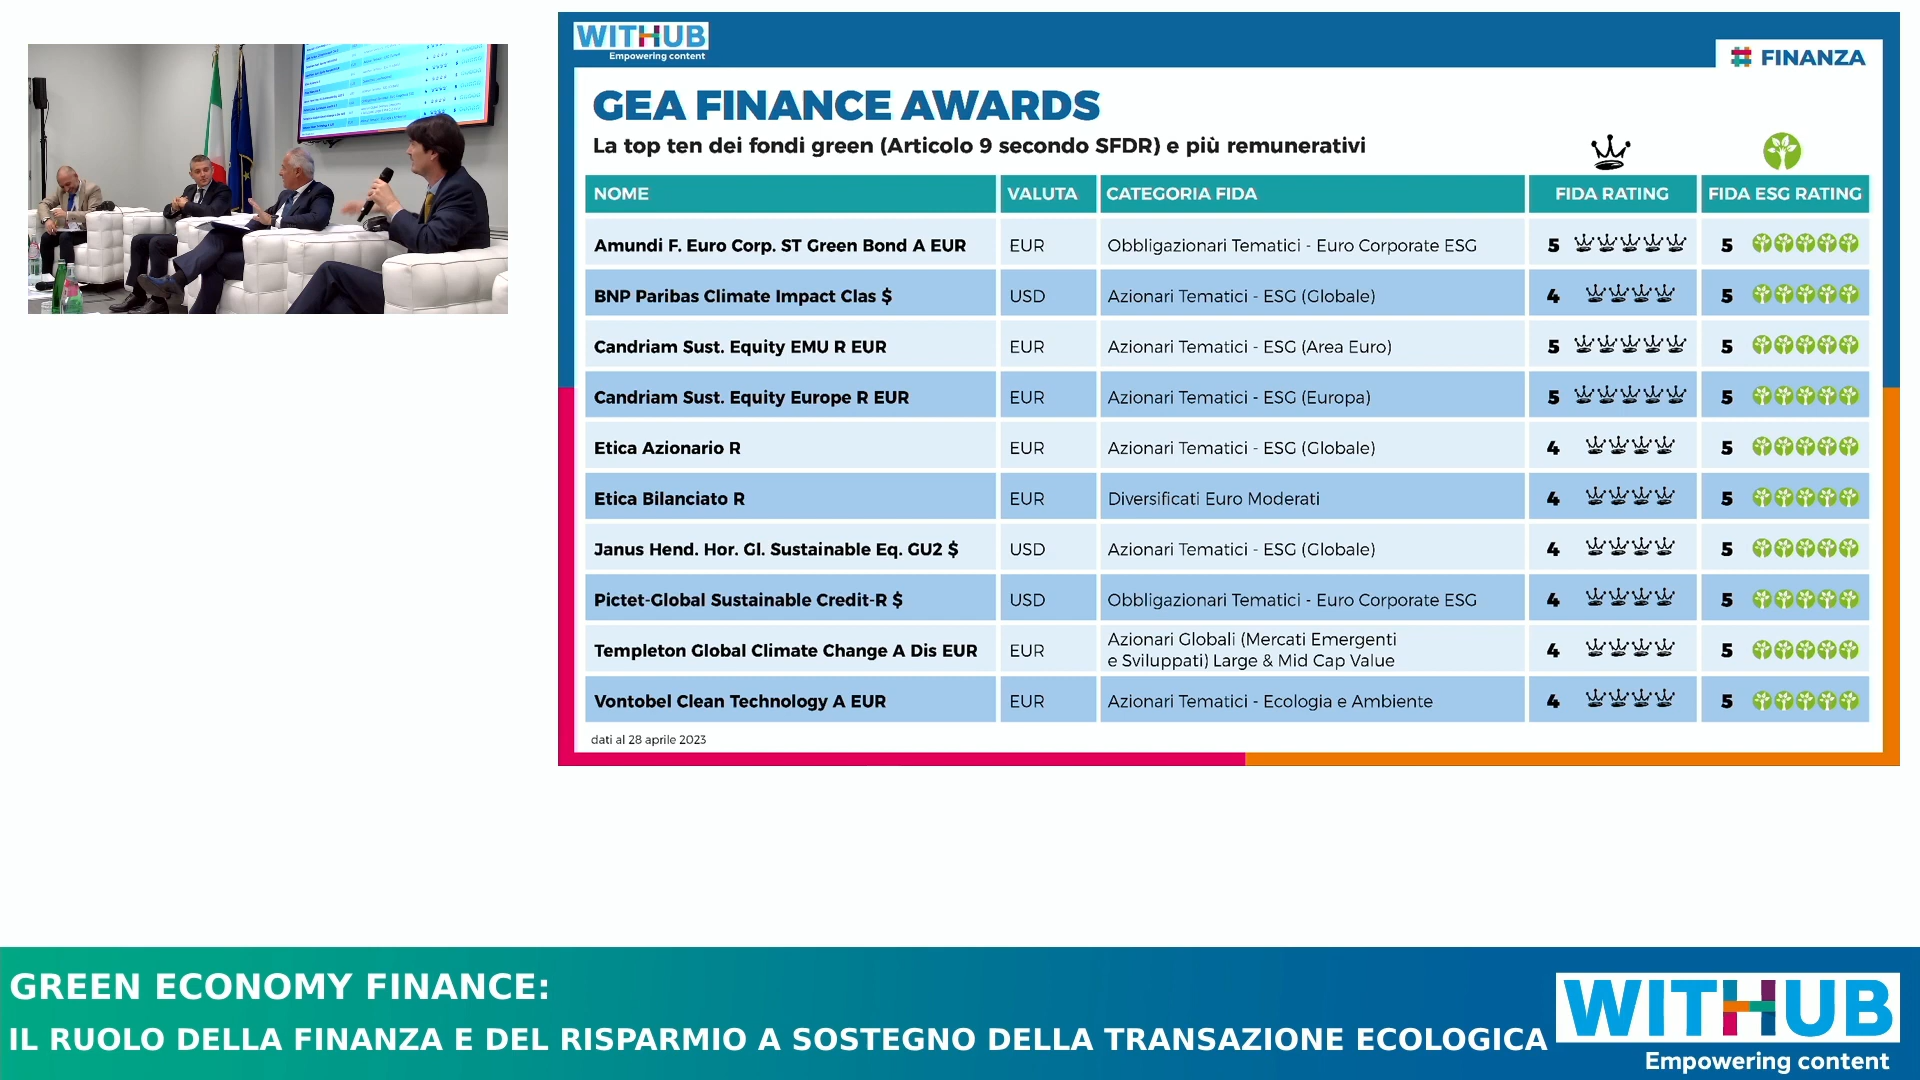 WITHUB
Empowering content
# FINANZA
GEA FINANCE AWARDS
La top ten dei fondi green (Articolo 9 secondo SFDR) e più remunerativi
NOME VALUTA CATEGORIA FIDA FIDA RATING FIDA ESG RATING
Amundi F. Euro Corp. ST Green Bond A EUR EUR Obbligazionari Tematici - Euro Corporate ESG 5 5
BNP Paribas Climate Impact Clas $ USD Azionari Tematici - ESG (Globale) 4 5
Candriam Sust. Equity EMU R EUR EUR Azionari Tematici - ESG (Area Euro) 5 5
Candriam Sust. Equity Europe R EUR EUR Azionari Tematici - ESG (Europa) 5 5
Etica Azionario R EUR Azionari Tematici - ESG (Globale) 4 5
Etica Bilanciato R EUR Diversificati Euro Moderati 4 5
Janus Hend. Hor. Gl. Sustainable Eq. GU2 $ USD Azionari Tematici - ESG (Globale) 4 5
Pictet-Global Sustainable Credit-R $ USD Obbligazionari Tematici - Euro Corporate ESG 4 5
Templeton Global Climate Change A Dis EUR EUR Azionari Globali (Mercati Emergenti
e Sviluppati) Large & Mid Cap Value 4 5
Vontobel Clean Technology A EUR EUR Azionari Tematici - Ecologia e Ambiente 4 5
dati al 28 aprile 2023
GREEN ECONOMY FINANCE:
IL RUOLO DELLA FINANZA E DEL RISPARMIO A SOSTEGNO DELLA TRANSAZIONE ECOLOGICA
WITHUB
Empowering content